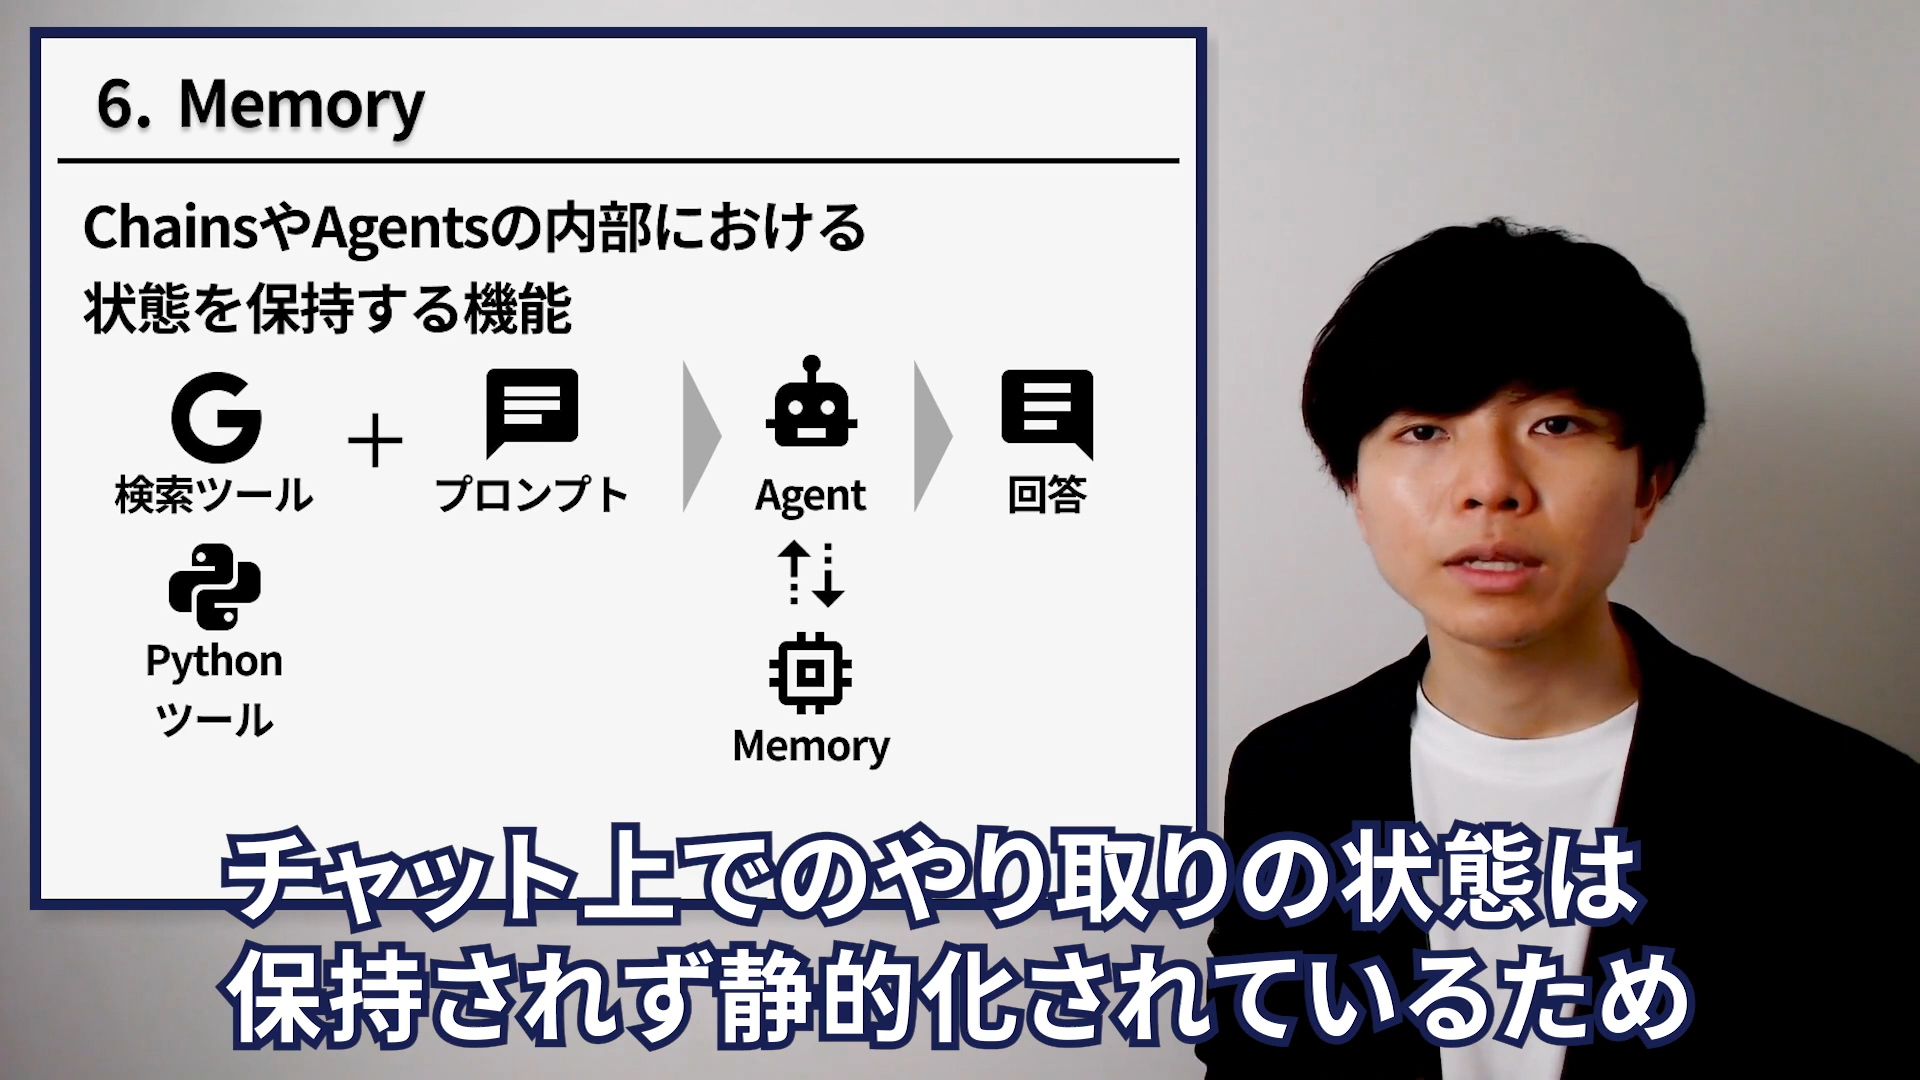 6. Memory
ChainsやAgentsの内部における
状態を保持する機能
検索ツール
プロンプト
Agent
回答
Python
ツール
Memory
チャット上でのやり取りの状態は
保持されず静的化されているため